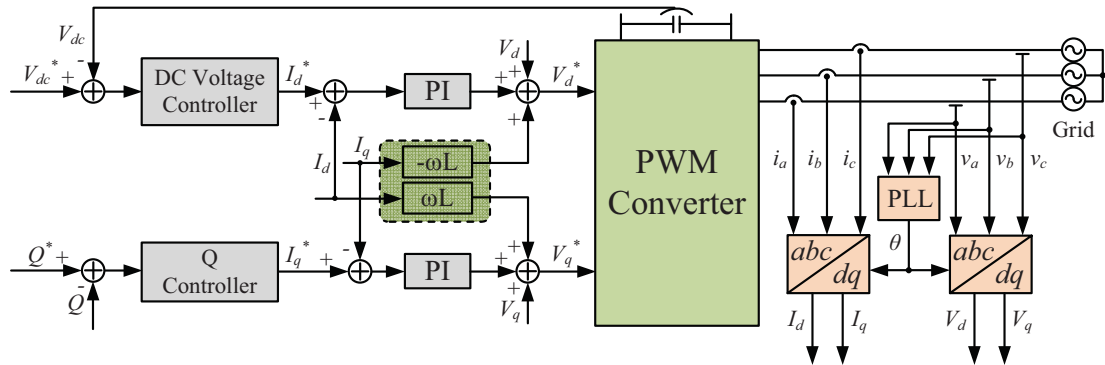 V_dc
-
V_dc* +
DC Voltage
Controller
I_d*
+
-
PI
V_d
+
+
+
V_d*
I_q
I_d
-ωL
ωL
Q* +
-
Q
Q
Controller
I_q*
-
+
PI
+
+
+
V_q
V_q*
PWM
Converter
Grid
i_a i_b i_c
v_a v_b v_c
PLL
θ
abc
dq
abc
dq
I_d I_q
V_d V_q